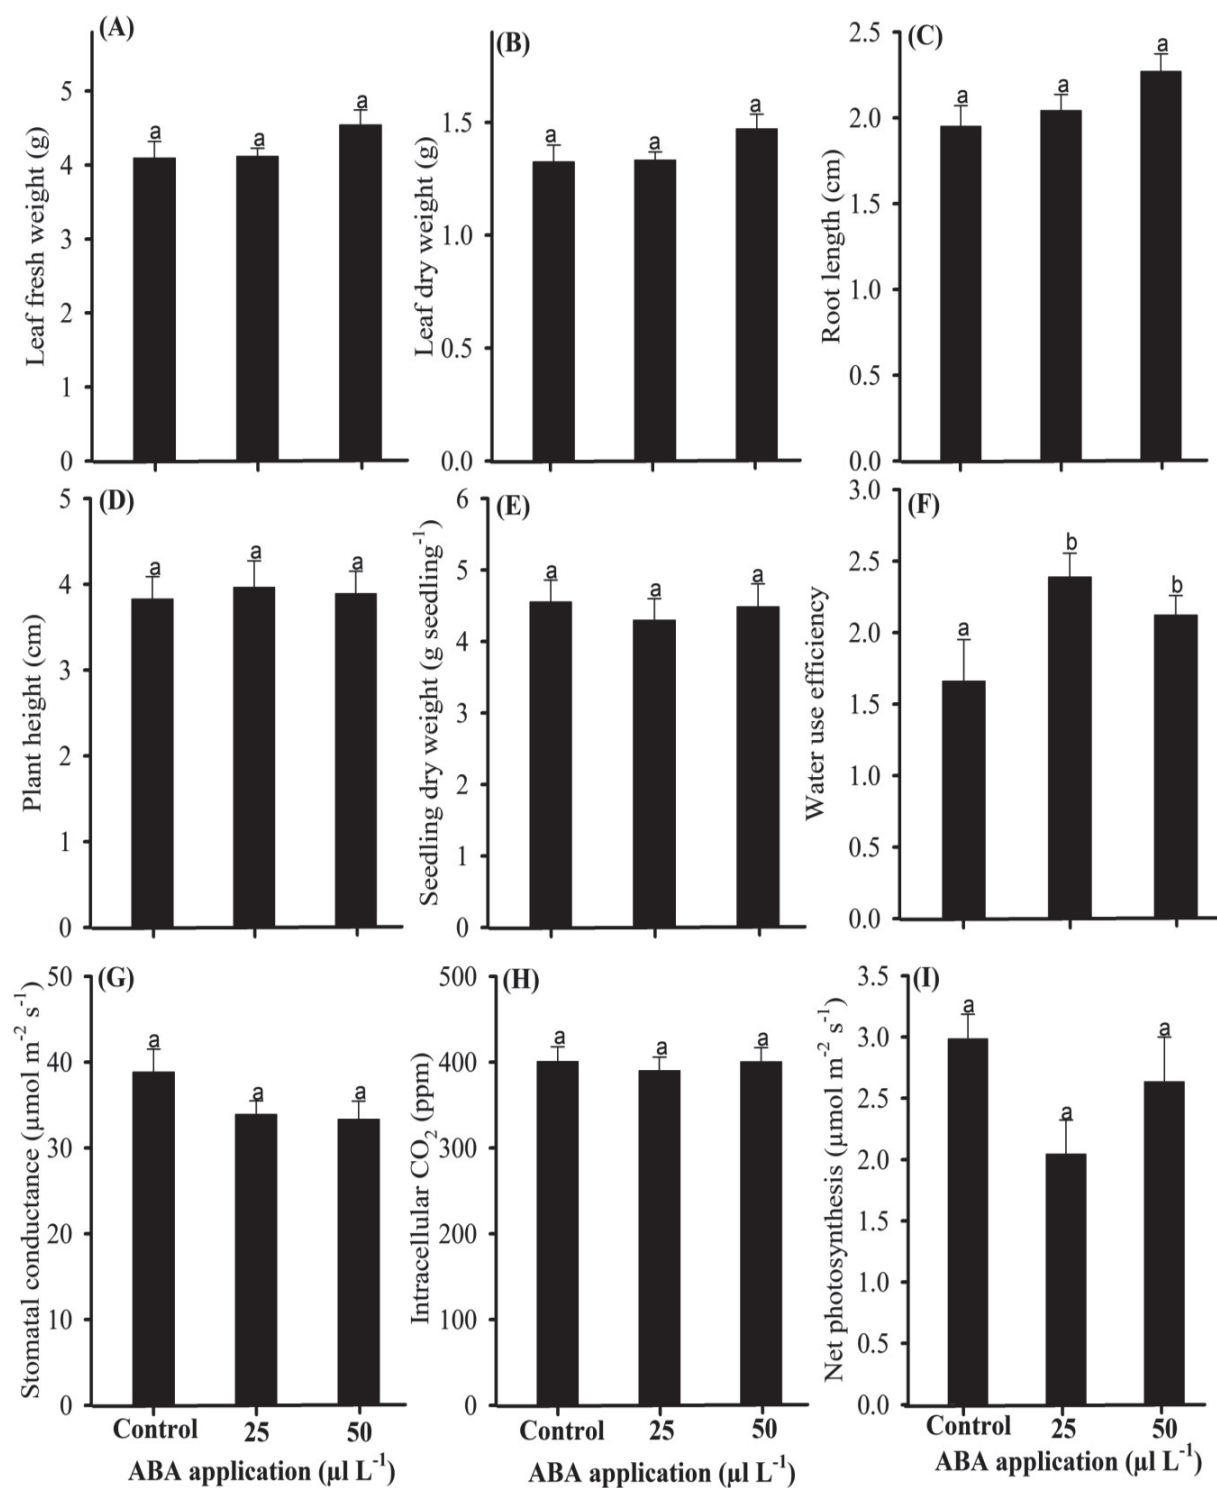 (A)
Leaf fresh weight (g)
5
4
3
2
1
0
a
a
a
(B)
Leaf dry weight (g)
1.5
1.0
0.5
0.0
a
a
a
(C)
Root length (cm)
2.5
2.0
1.5
1.0
0.5
0.0
a
a
a
(D)
Plant height (cm)
5
4
3
2
1
0
a
a
a
(E)
Seedling dry weight (g seedling-1)
6
5
4
3
2
1
0
a
a
a
(F)
Water use efficiency
3.0
2.5
2.0
1.5
1.0
0.5
0.0
a
b
b
(G)
Stomatal conductance (µmol m-2 s-1)
50
40
30
20
10
0
a
a
a
Control 25 50
ABA application (µl L-1)
(H)
Intracellular CO2 (ppm)
500
400
300
200
100
0
a
a
a
Control 25 50
ABA application (µl L-1)
(I)
Net photosynthesis (µmol m-2 s-1)
3.5
3.0
2.5
2.0
1.5
1.0
0.5
0.0
a
a
a
Control 25 50
ABA application (µl L-1)